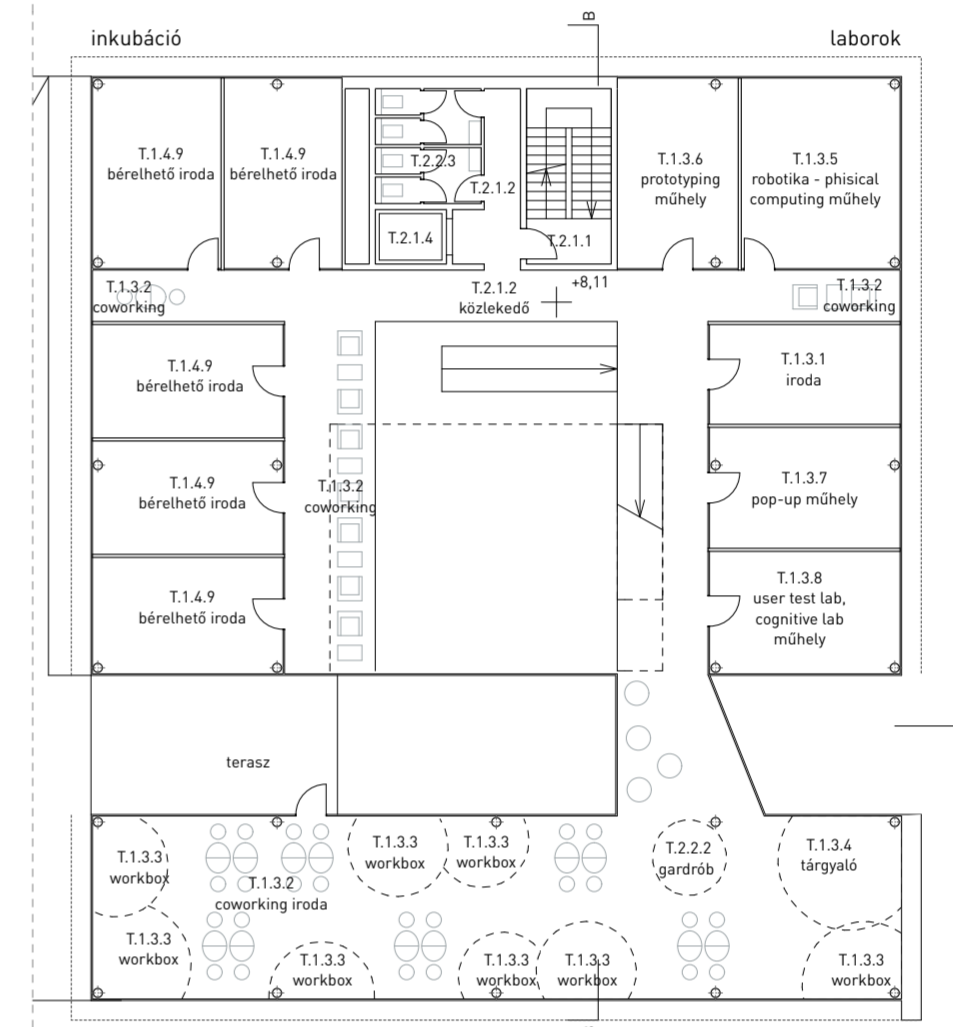 B
inkubáció
laborok
T.1.4.9
bérelhető iroda
T.1.4.9
bérelhető iroda
T.2.2.3
T.2.1.2
T.2.1.4
T.2.1.1
T.1.3.6
prototyping
műhely
T.1.3.5
robotika - phisical
computing műhely
T.1.3.2
coworking
T.2.1.2
közlekedő
+8,11
T.1.3.2
coworking
T.1.4.9
bérelhető iroda
T.1.3.1
iroda
T.1.4.9
bérelhető iroda
T.1.3.2
coworking
T.1.3.7
pop-up műhely
T.1.4.9
bérelhető iroda
T.1.3.8
user test lab,
cognitive lab
műhely
terasz
T.1.3.3
workbox
T.1.3.2
coworking iroda
T.1.3.3
workbox
T.1.3.3
workbox
T.2.2.2
gardrób
T.1.3.4
tárgyaló
T.1.3.3
workbox
T.1.3.3
workbox
T.1.3.3
workbox
T.1.3.3
workbox
T.1.3.3
workbox